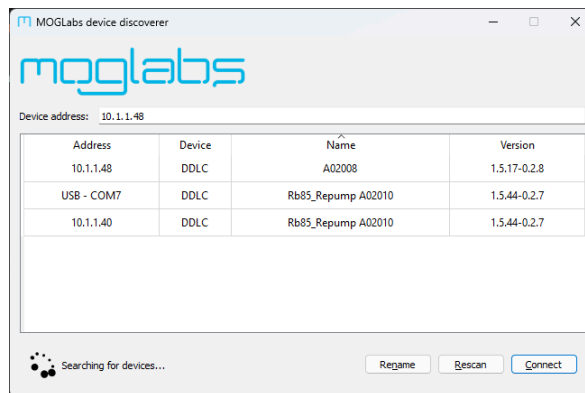 MOGLabs device discoverer
moglabs
Device address: 10.1.1.48
Address Device Name Version
10.1.1.48 DDLC A02008 1.5.17-0.2.8
USB - COM7 DDLC Rb85_Repump A02010 1.5.44-0.2.7
10.1.1.40 DDLC Rb85_Repump A02010 1.5.44-0.2.7
Searching for devices... Rename Rescan Connect